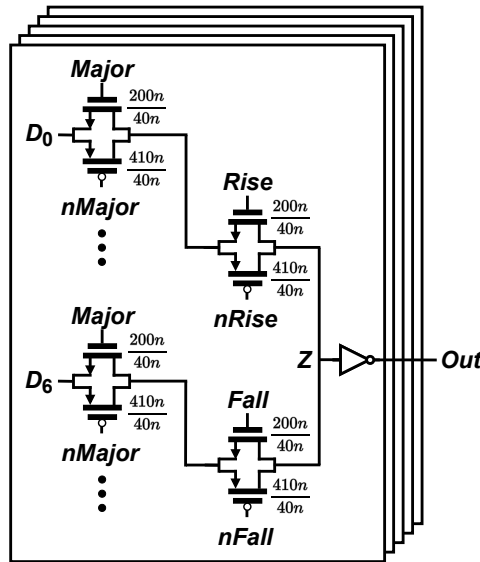 Major
200n
40n
D0
410n
40n
nMajor
Rise
200n
40n
410n
40n
nRise
Major
200n
40n
D6
410n
40n
nMajor
Z
Out
Fall
200n
40n
410n
40n
nFall